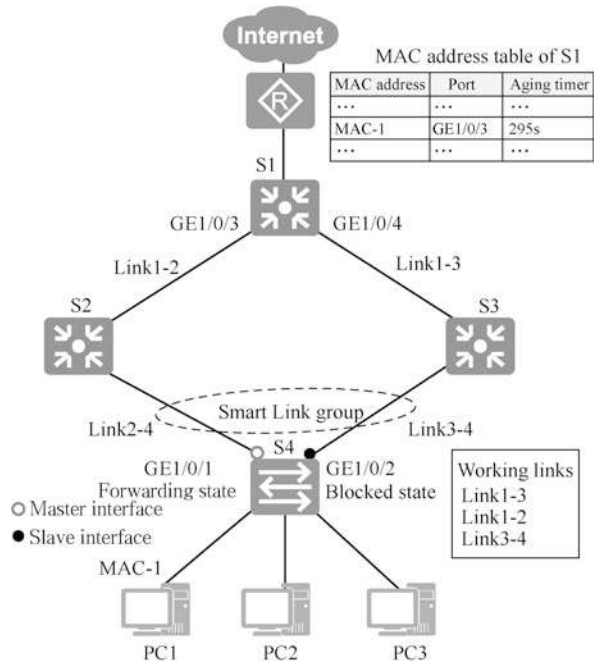 Internet
MAC address table of S1
MAC address Port Aging timer
... ... ...
MAC-1 GE1/0/3 295s
... ... ...
R
S1
GE1/0/3 GE1/0/4
Link1-2 Link1-3
S2 S3
Smart Link group
Link2-4 S4 Link3-4
GE1/0/1 GE1/0/2
Forwarding state Blocked state
Master interface
Slave interface
Working links
Link1-3
Link1-2
Link3-4
MAC-1
PC1 PC2 PC3